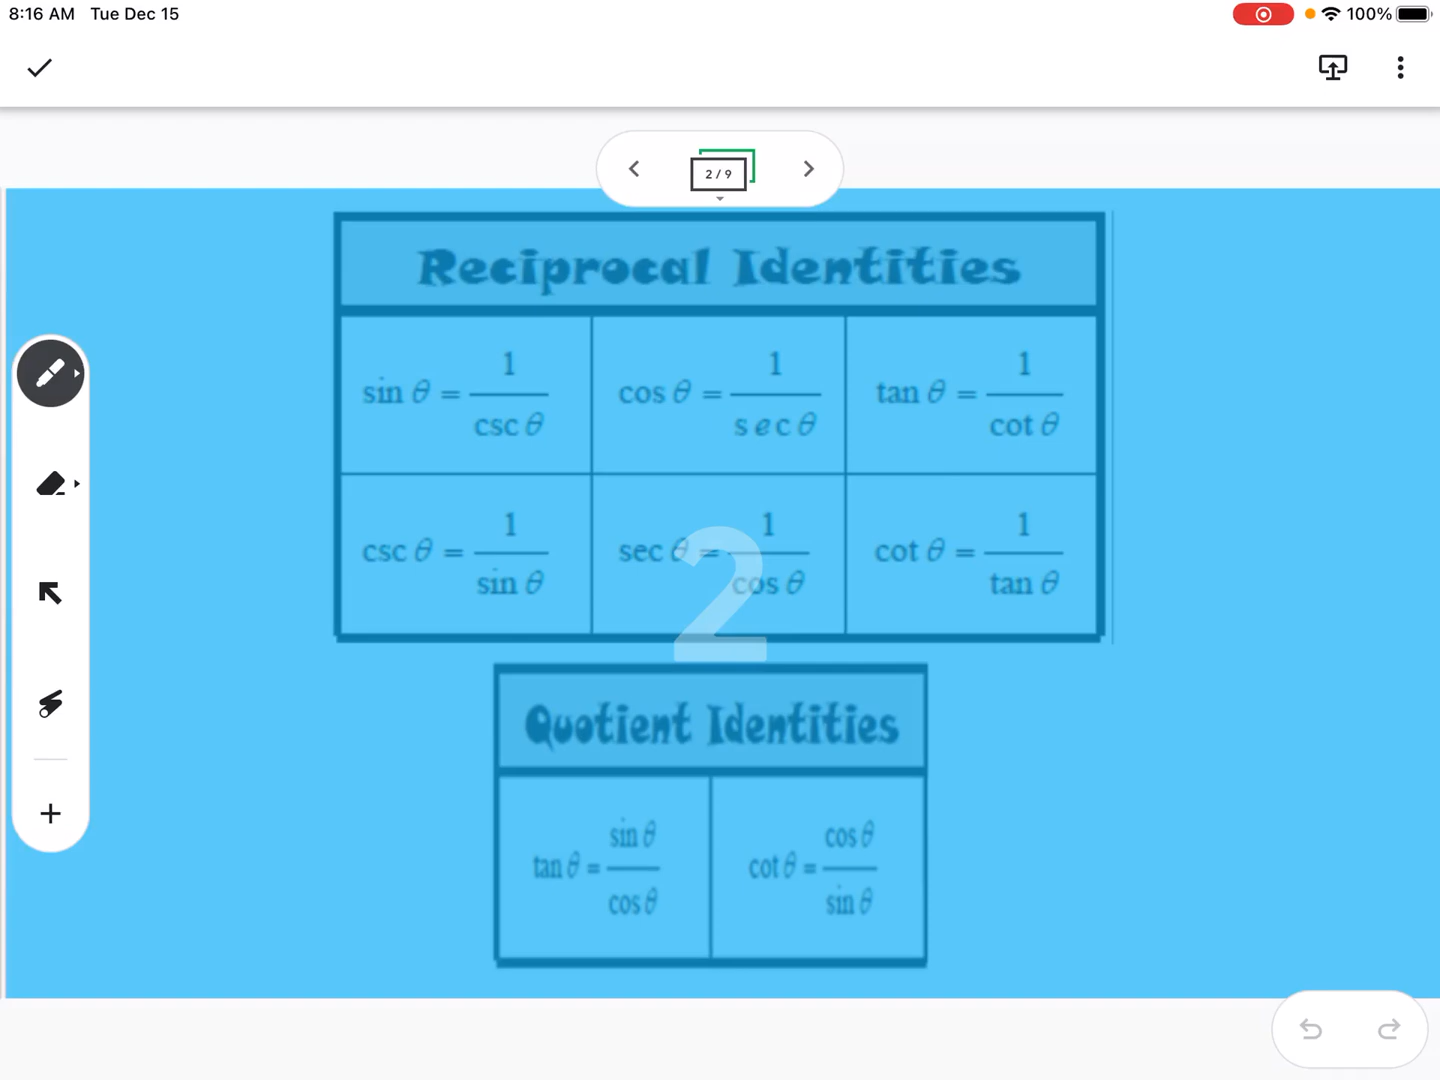 8:16 AM Tue Dec 15 100%
2 / 9
Reciprocal Identities
sin θ = 1 / csc θ
cos θ = 1 / sec θ
tan θ = 1 / cot θ
csc θ = 1 / sin θ
sec θ = 1 / cos θ
cot θ = 1 / tan θ
2
Quotient Identities
tan θ = sin θ / cos θ
cot θ = cos θ / sin θ